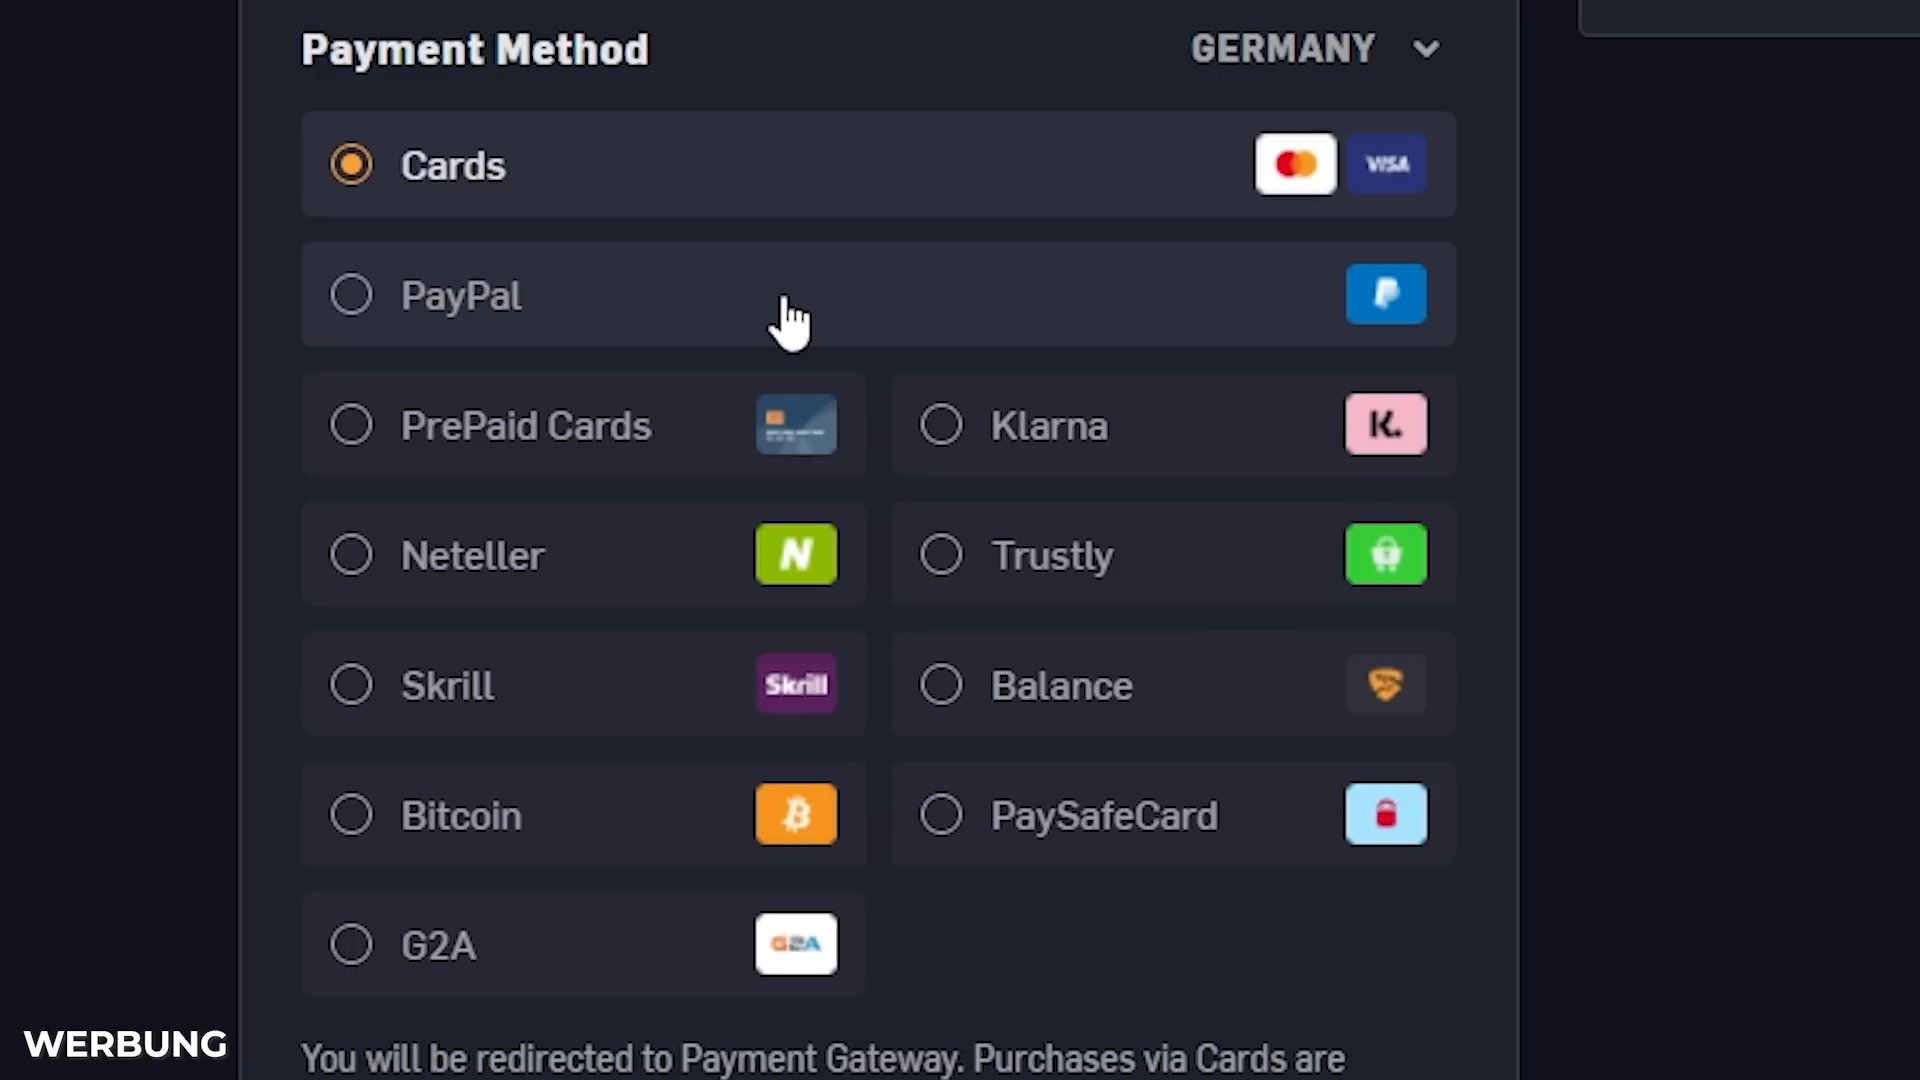 Payment Method GERMANY
Cards VISA
PayPal
PrePaid Cards Klarna K.
Neteller N Trustly
Skrill Skrill Balance
Bitcoin PaySafeCard
G2A G2A
WERBUNG
You will be redirected to Payment Gateway. Purchases via Cards are